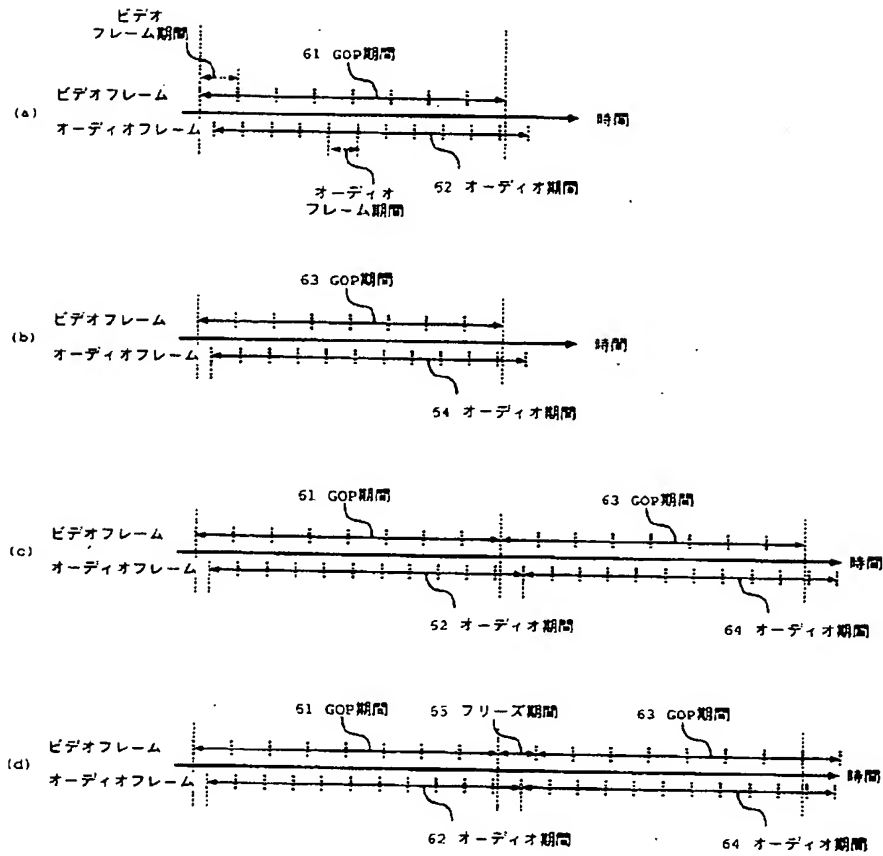 ビデオ
フレーム期間
61 GOP期間
ビデオフレーム
(a)
時間
オーディオフレーム
オーディオ
フレーム期間
62 オーディオ期間
63 GOP期間
ビデオフレーム
(b)
時間
オーディオフレーム
54 オーディオ期間
61 GOP期間
63 GOP期間
ビデオフレーム
(c)
時間
オーディオフレーム
52 オーディオ期間
64 オーディオ期間
61 GOP期間
65 フリーズ期間
63 GOP期間
ビデオフレーム
(d)
時間
オーディオフレーム
62 オーディオ期間
64 オーディオ期間